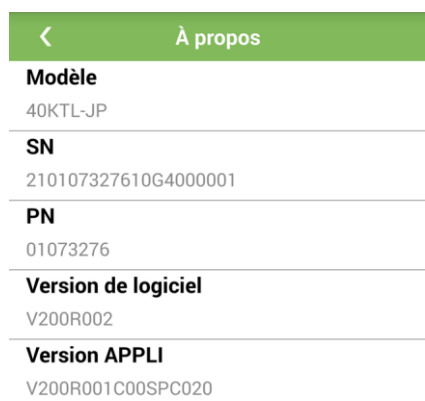 À propos
Modèle
40KTL-JP
SN
210107327610G4000001
PN
01073276
Version de logiciel
V200R002
Version APPLI
V200R001C00SPC020